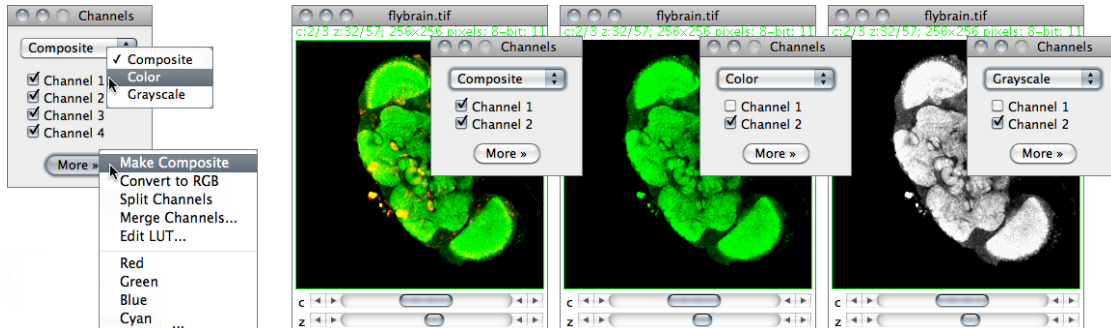 Channels
Composite
Composite
Color
Grayscale
Channel 1
Channel 2
Channel 3
Channel 4
More »
Make Composite
Convert to RGB
Split Channels
Merge Channels...
Edit LUT...
Red
Green
Blue
Cyan
flybrain.tif
c:2/3 z:32/57; 256x256 pixels; 8-bit; 11
Channels
Composite
Channel 1
Channel 2
More »
c
z
flybrain.tif
c:2/3 z:32/57; 256x256 pixels; 8-bit; 11
Channels
Color
Channel 1
Channel 2
More »
c
z
flybrain.tif
c:2/3 z:32/57; 256x256 pixels; 8-bit; 11
Channels
Grayscale
Channel 1
Channel 2
More »
c
z